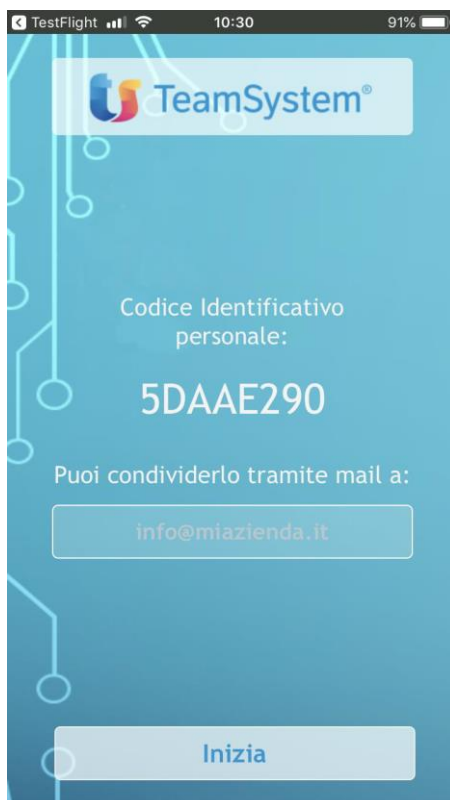 TestFlight 10:30 91%
TeamSystem®
Codice Identificativo
personale:
5DAAE290
Puoi condividerlo tramite mail a:
info@miazienda.it
Inizia